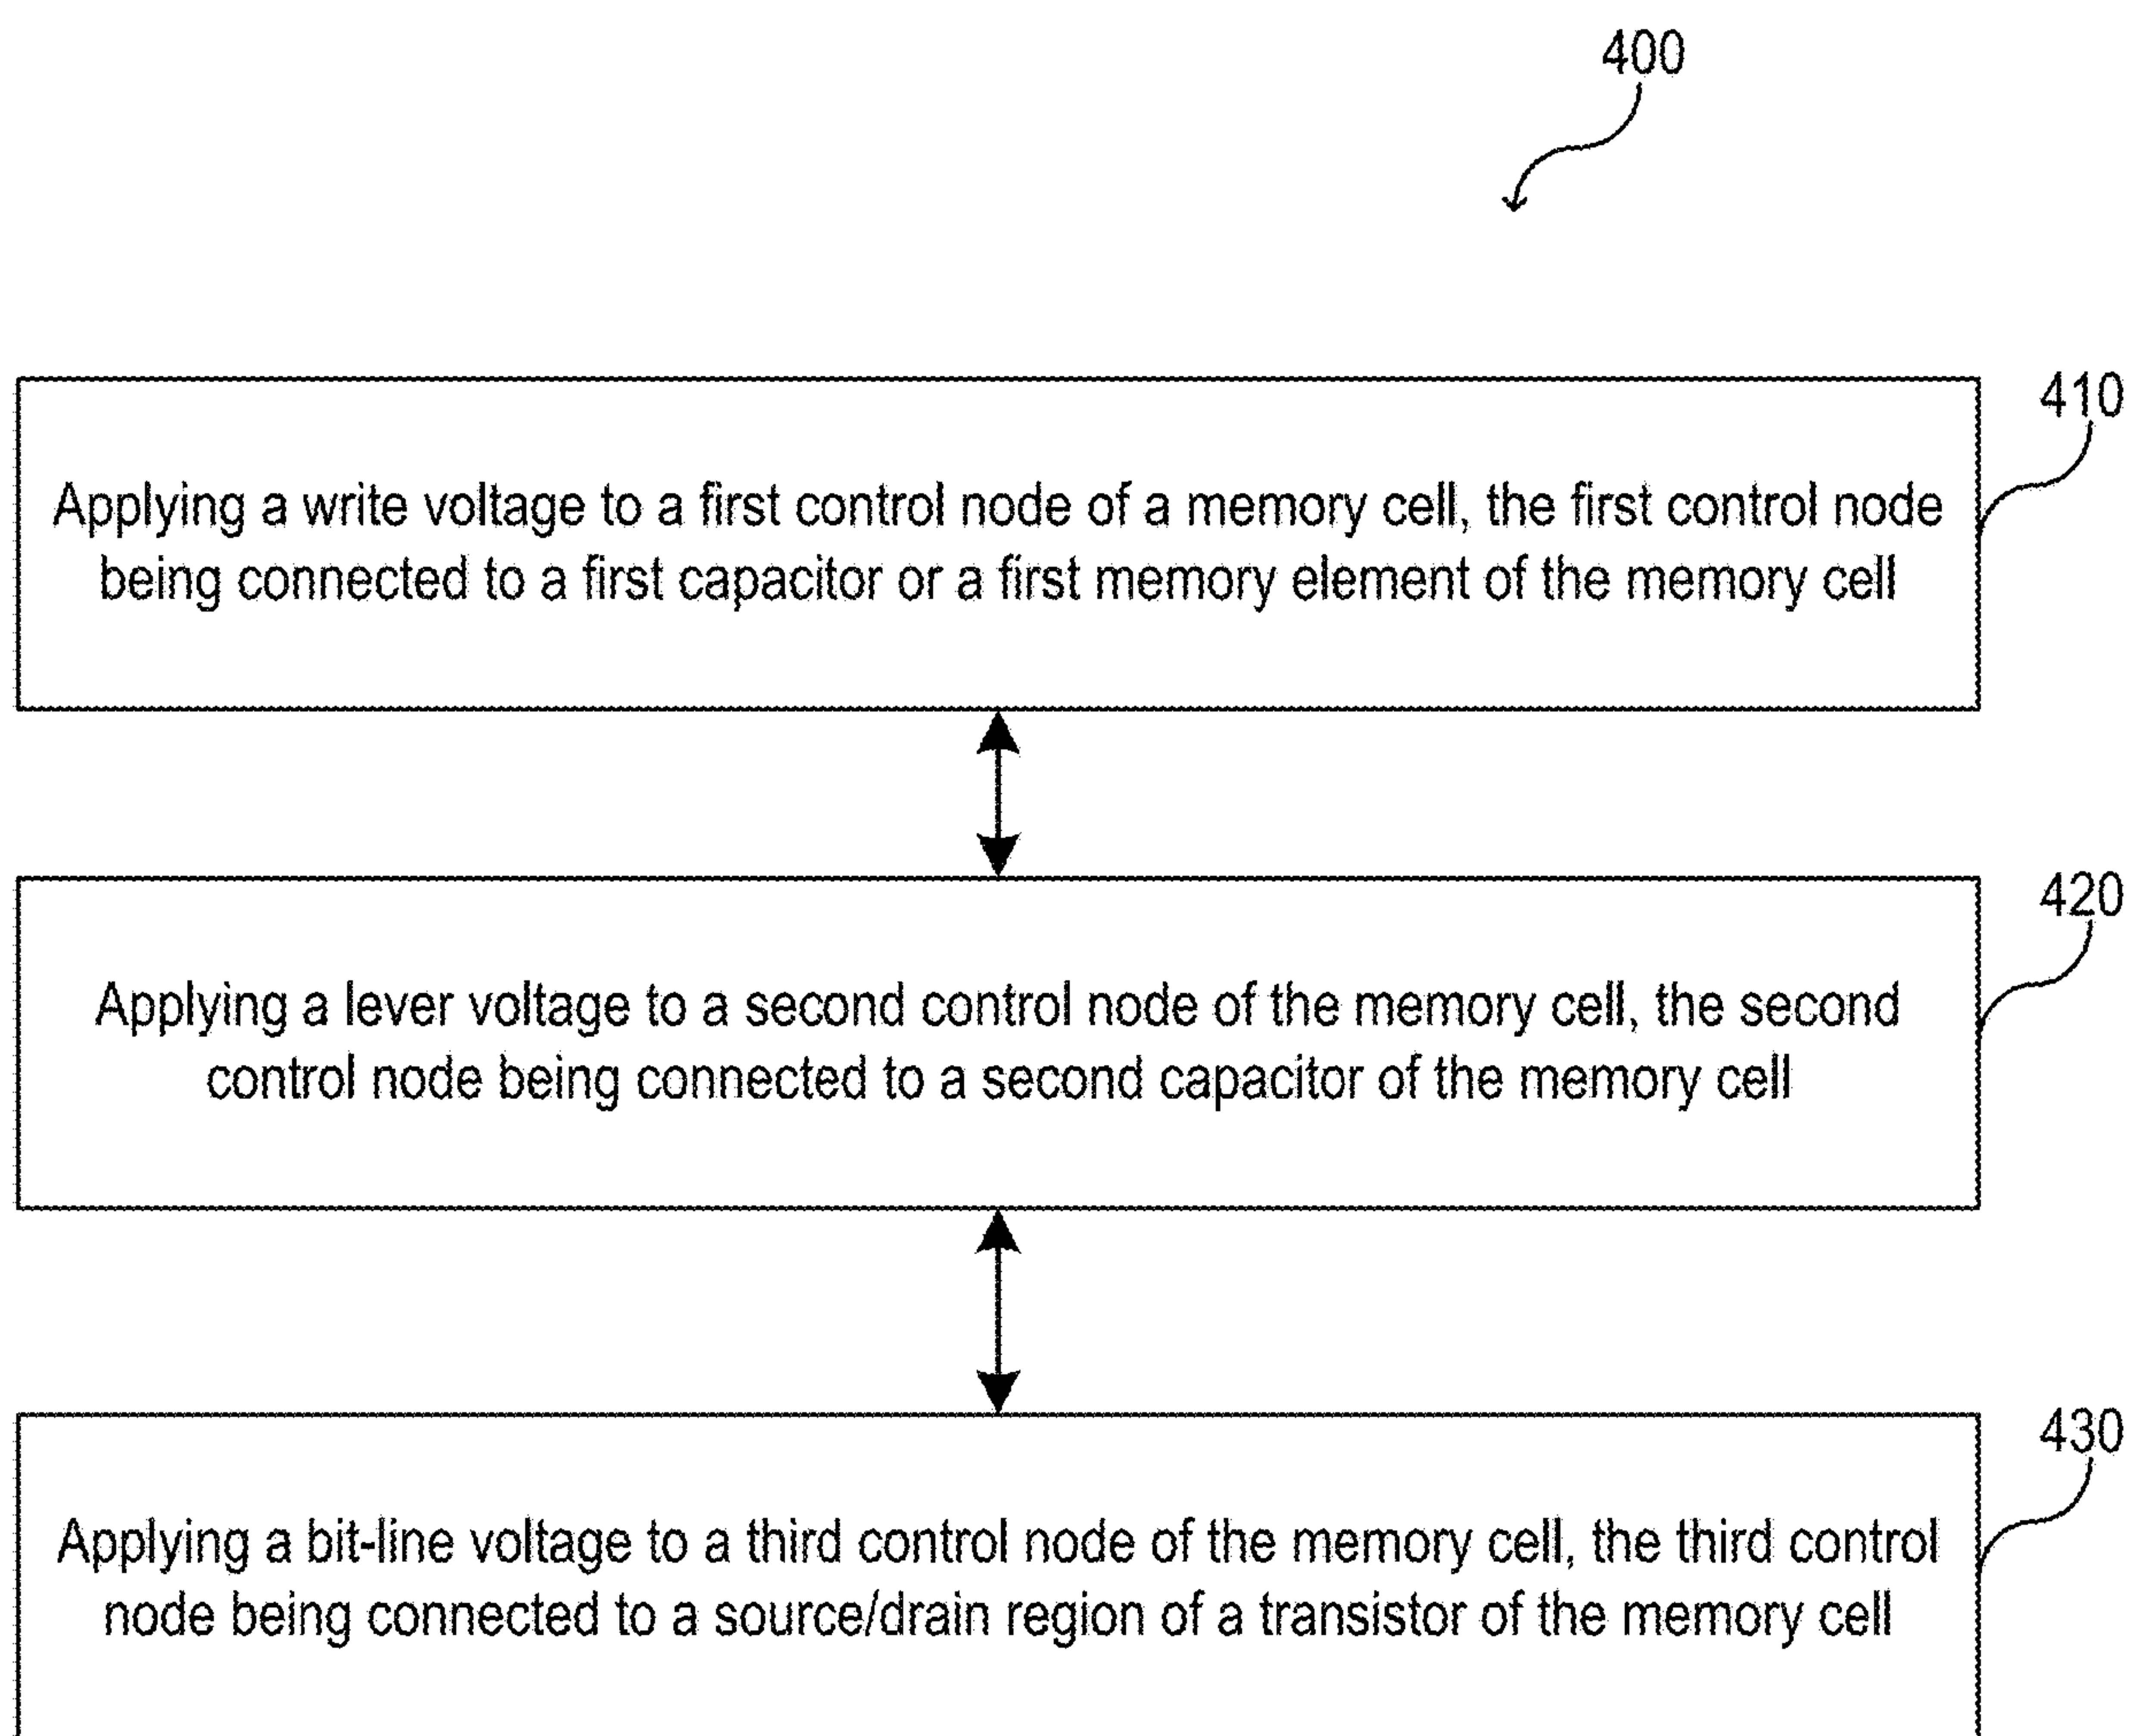 400
410
Applying a write voltage to a first control node of a memory cell, the first control node
being connected to a first capacitor or a first memory element of the memory cell
420
Applying a lever voltage to a second control node of the memory cell, the second
control node being connected to a second capacitor of the memory cell
430
Applying a bit-line voltage to a third control node of the memory cell, the third control
node being connected to a source/drain region of a transistor of the memory cell